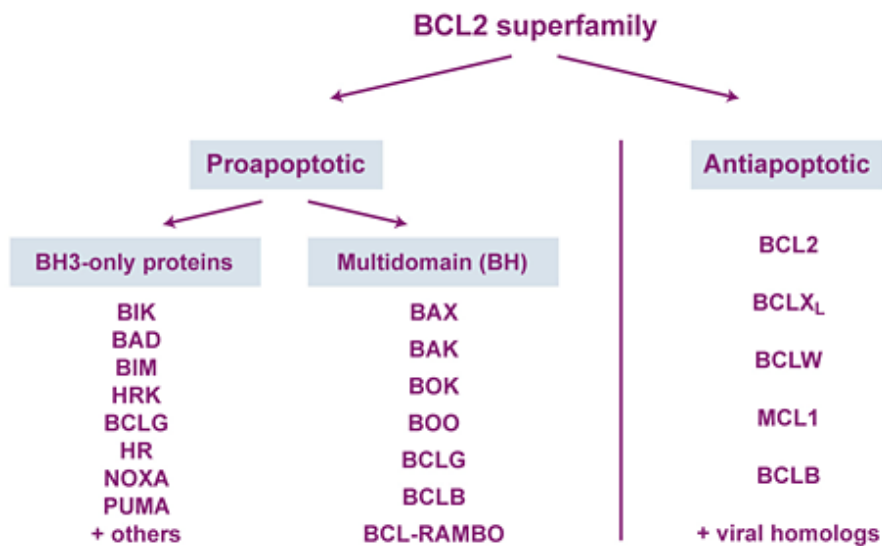 BCL2 superfamily
Proapoptotic
Antiapoptotic
BH3-only proteins
Multidomain (BH)
BIK
BAD
BIM
HRK
BCLG
HR
NOXA
PUMA
+ others
BAX
BAK
BOK
BOO
BCLG
BCLB
BCL-RAMBO
BCL2
BCLXL
BCLW
MCL1
BCLB
+ viral homologs